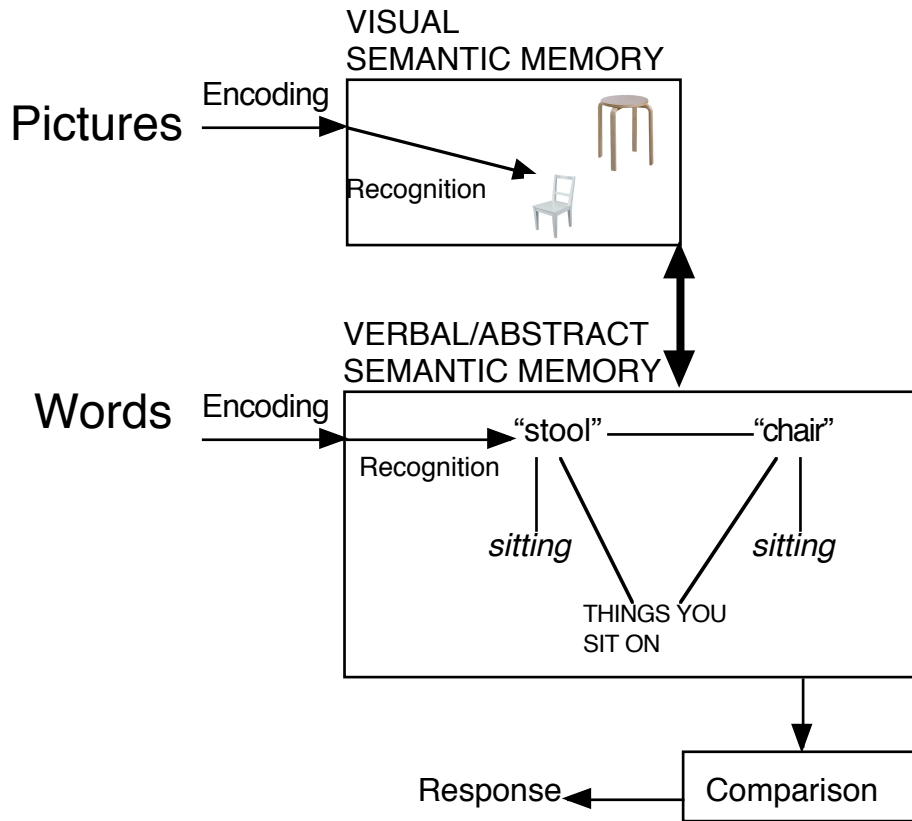 VISUAL
SEMANTIC MEMORY
Encoding
Pictures
Recognition
VERBAL/ABSTRACT
SEMANTIC MEMORY
Words
Encoding
“stool”
“chair”
Recognition
sitting
sitting
THINGS YOU
SIT ON
Response
Comparison